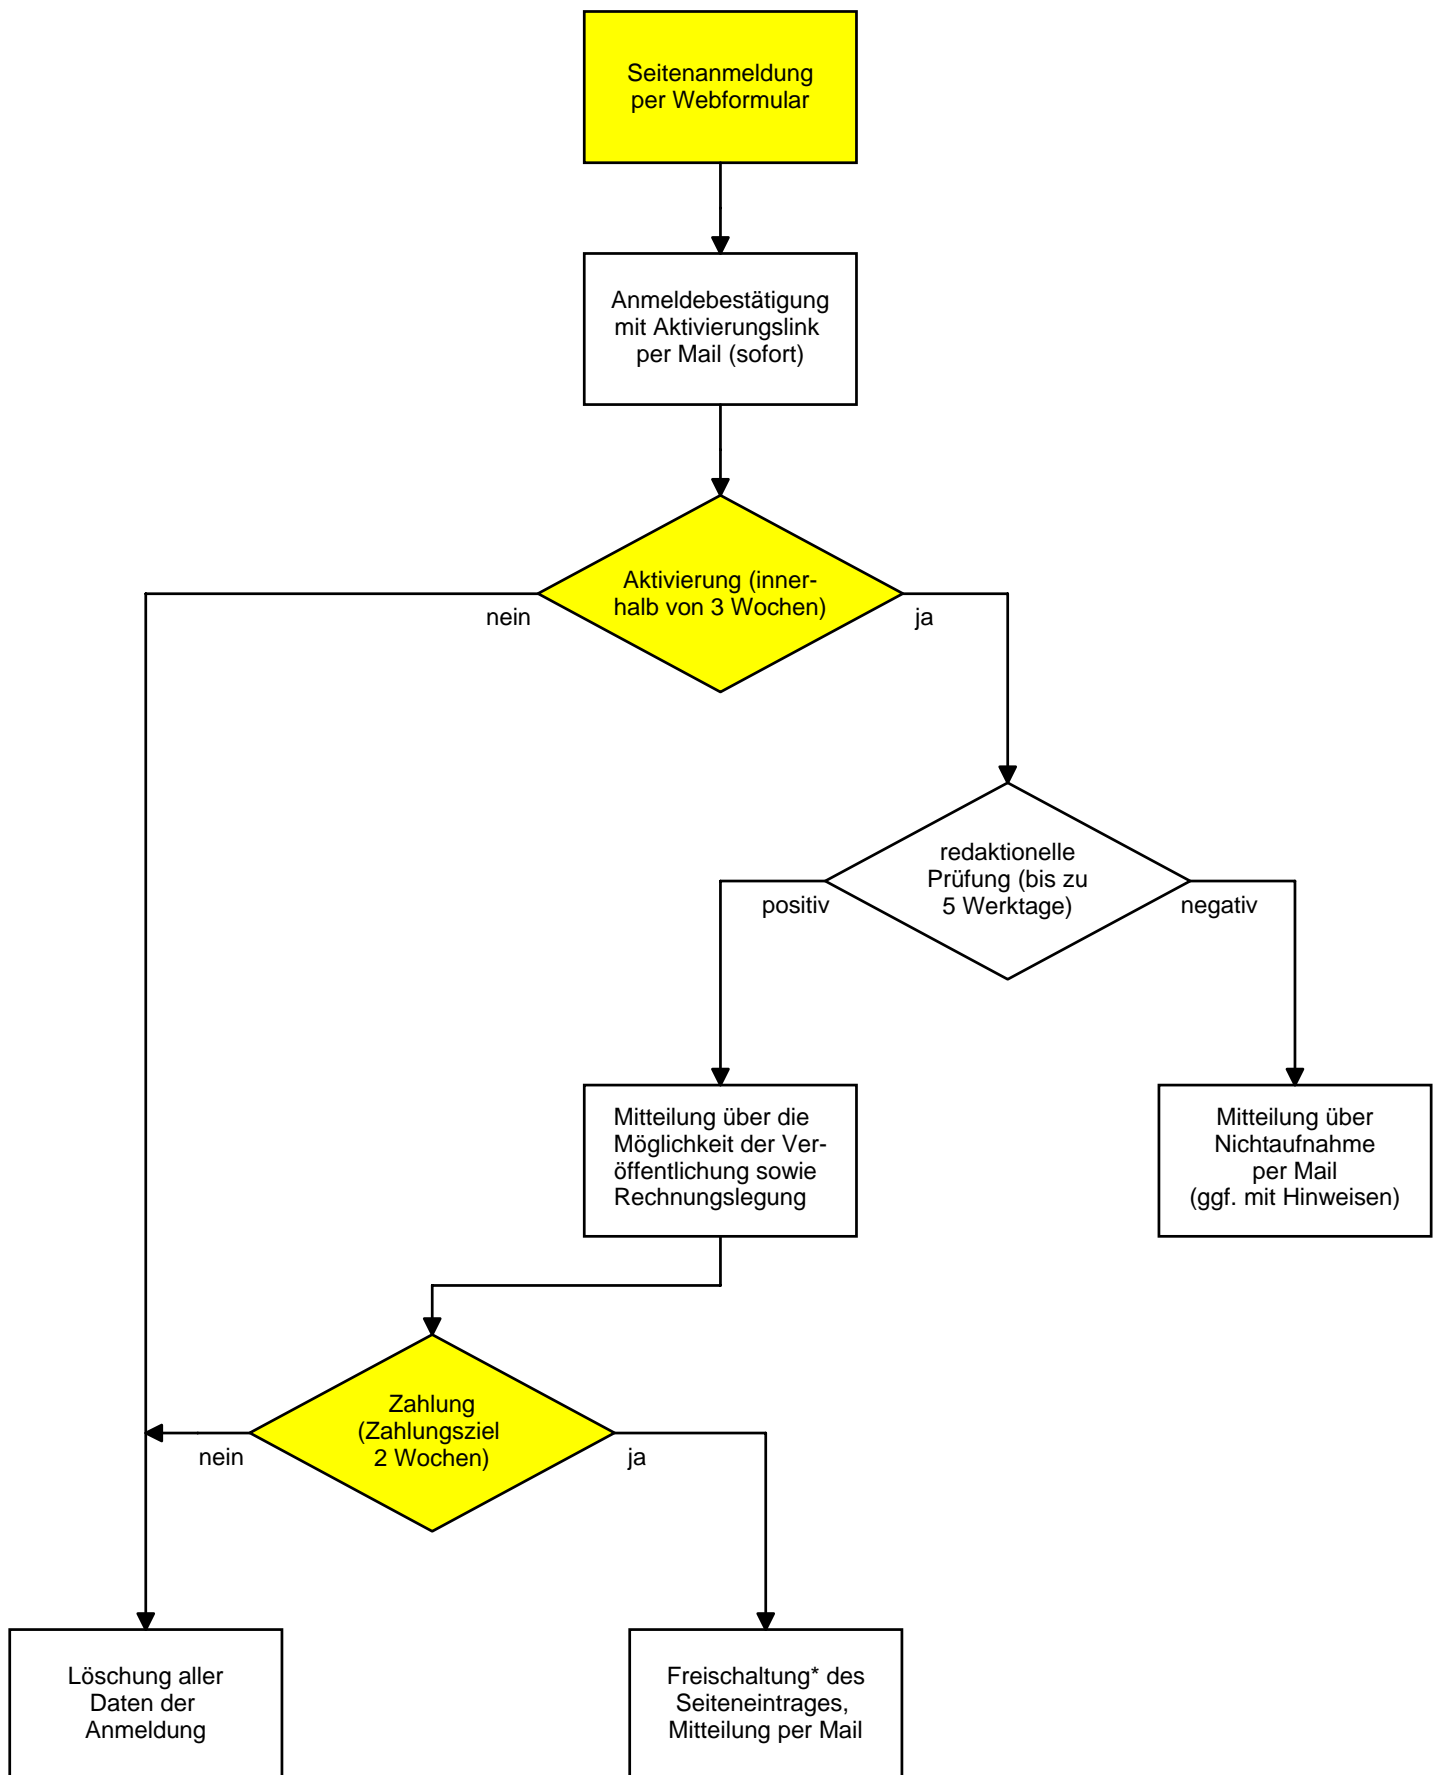 Seitenanmeldung
per Webformular
Anmeldebestätigung
mit Aktivierungslink
per Mail (sofort)
Aktivierung (inner-
halb von 3 Wochen)
nein
ja
redaktionelle
Prüfung (bis zu
5 Werktage)
positiv
negativ
Mitteilung über die
Möglichkeit der Ver-
öffentlichung sowie
Rechnungslegung
Mitteilung über
Nichtaufnahme
per Mail
(ggf. mit Hinweisen)
Zahlung
(Zahlungsziel
2 Wochen)
nein
ja
Löschung aller
Daten der
Anmeldung
Freischaltung* des
Seiteneintrages,
Mitteilung per Mail